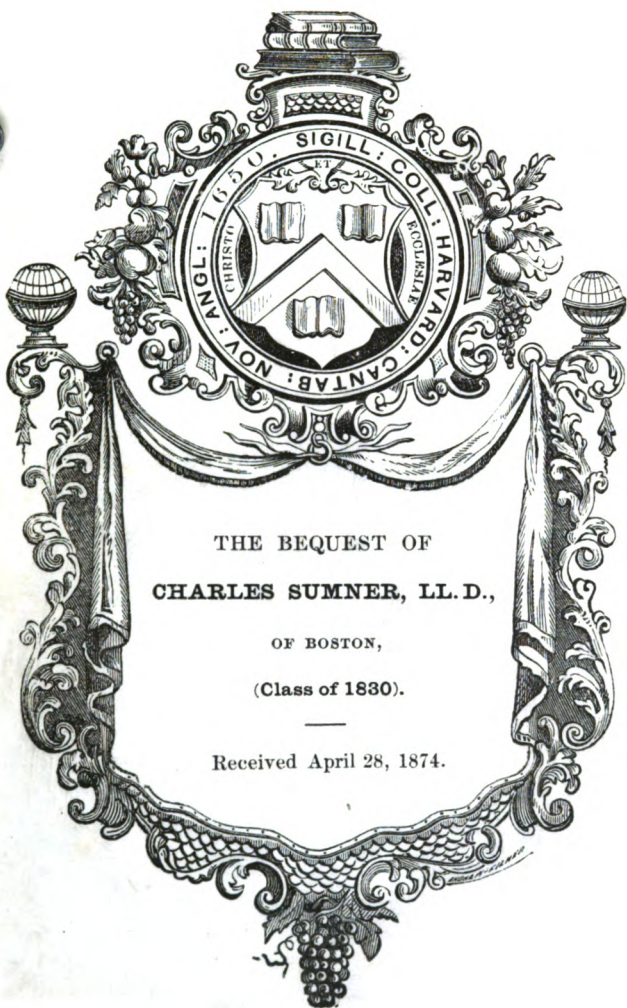 1650. SIGILL: COLL: HARVARD: CANTAB: NOV: ANGL:
ET
CHRISTO
ECCLESIAE
THE BEQUEST OF
CHARLES SUMNER, LL.D.,
OF BOSTON,
(Class of 1830).
Received April 28, 1874.